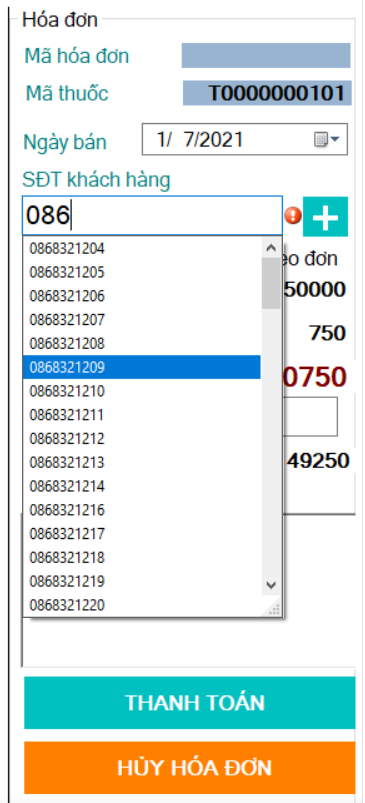 Hóa đơn
Mã hóa đơn
Mã thuốc T0000000101
Ngày bán 1/ 7/2021
SĐT khách hàng
086
eo đơn
50000
750
0750
49250
0868321204
0868321205
0868321206
0868321207
0868321208
0868321209
0868321210
0868321211
0868321212
0868321213
0868321214
0868321216
0868321217
0868321218
0868321219
0868321220
THANH TOÁN
HỦY HÓA ĐƠN